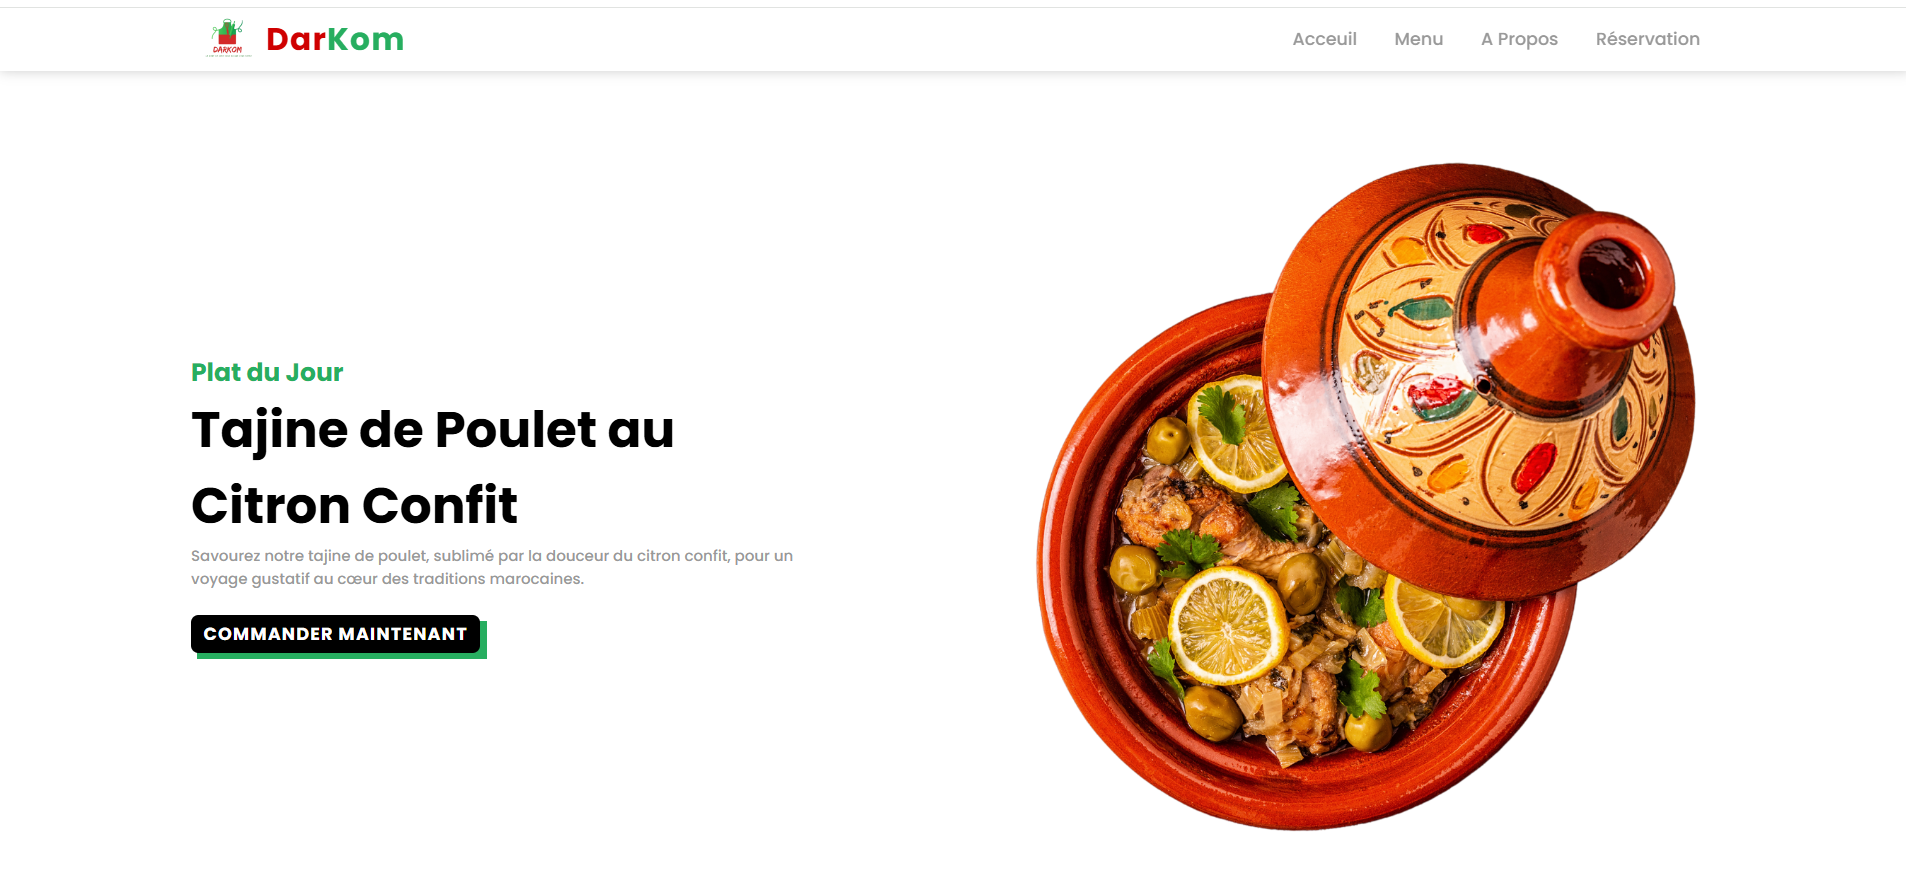 DARKOM
DarKom
Acceuil
Menu
A Propos
Réservation
Plat du Jour
Tajine de Poulet au
Citron Confit
Savourez notre tajine de poulet, sublimé par la douceur du citron confit, pour un
voyage gustatif au cœur des traditions marocaines.
COMMANDER MAINTENANT